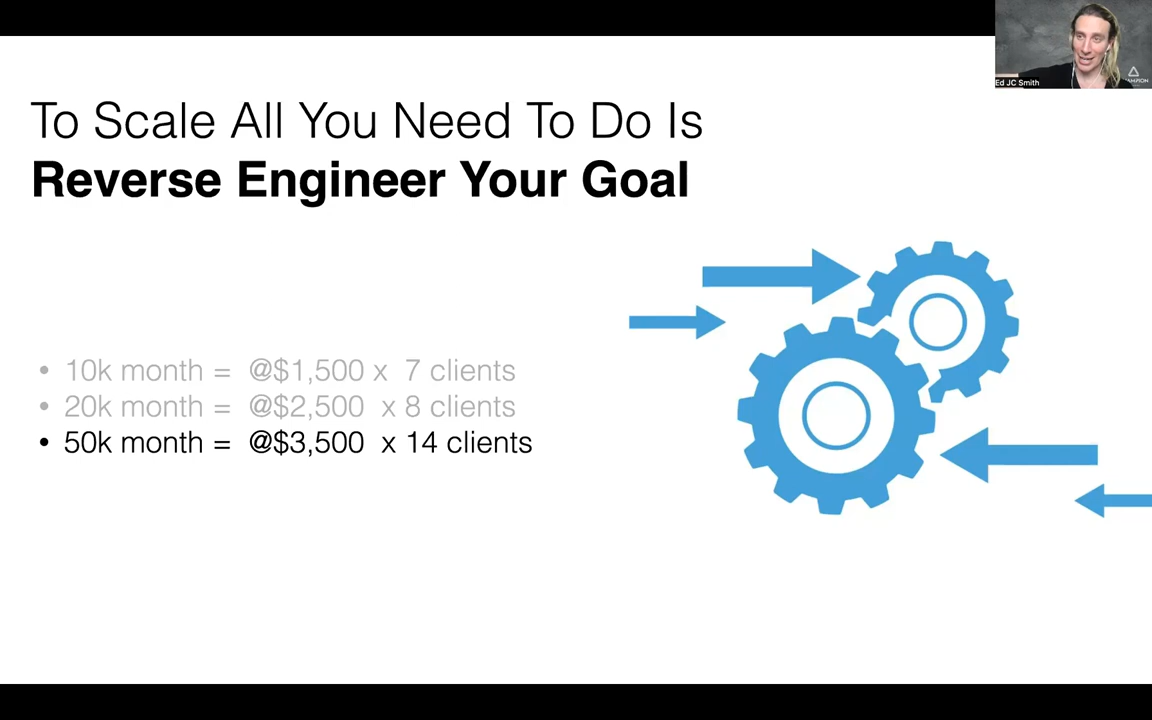 To Scale All You Need To Do Is
Reverse Engineer Your Goal
• 10k month = @$1,500 x 7 clients
• 20k month = @$2,500 x 8 clients
• 50k month = @$3,500 x 14 clients
Ed JC Smith